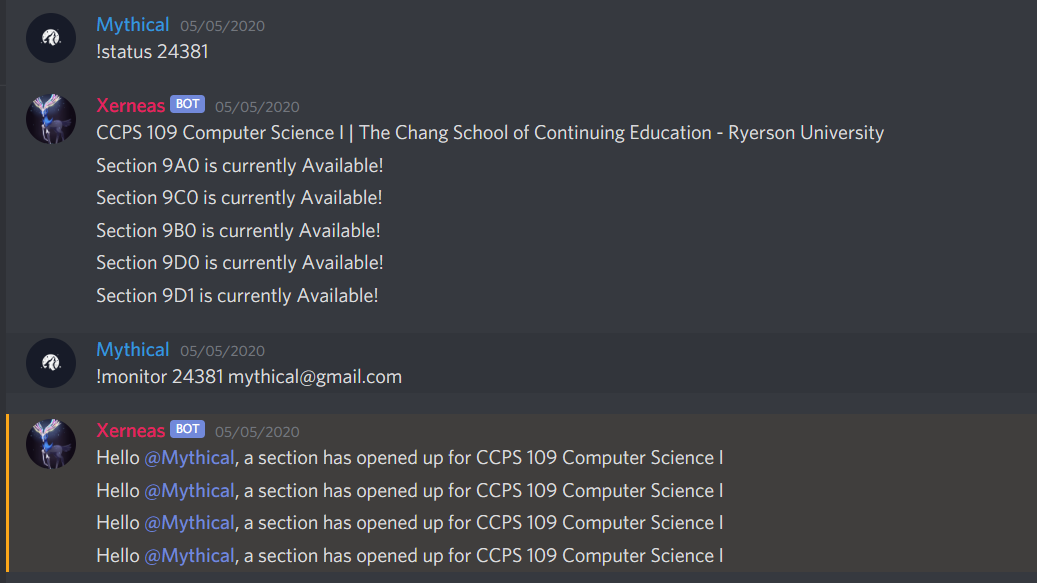 Mythical 05/05/2020
!status 24381
Xerneas BOT 05/05/2020
CCPS 109 Computer Science I | The Chang School of Continuing Education - Ryerson University
Section 9A0 is currently Available!
Section 9C0 is currently Available!
Section 9B0 is currently Available!
Section 9D0 is currently Available!
Section 9D1 is currently Available!
Mythical 05/05/2020
!monitor 24381 mythical@gmail.com
Xerneas BOT 05/05/2020
Hello @Mythical, a section has opened up for CCPS 109 Computer Science I
Hello @Mythical, a section has opened up for CCPS 109 Computer Science I
Hello @Mythical, a section has opened up for CCPS 109 Computer Science I
Hello @Mythical, a section has opened up for CCPS 109 Computer Science I